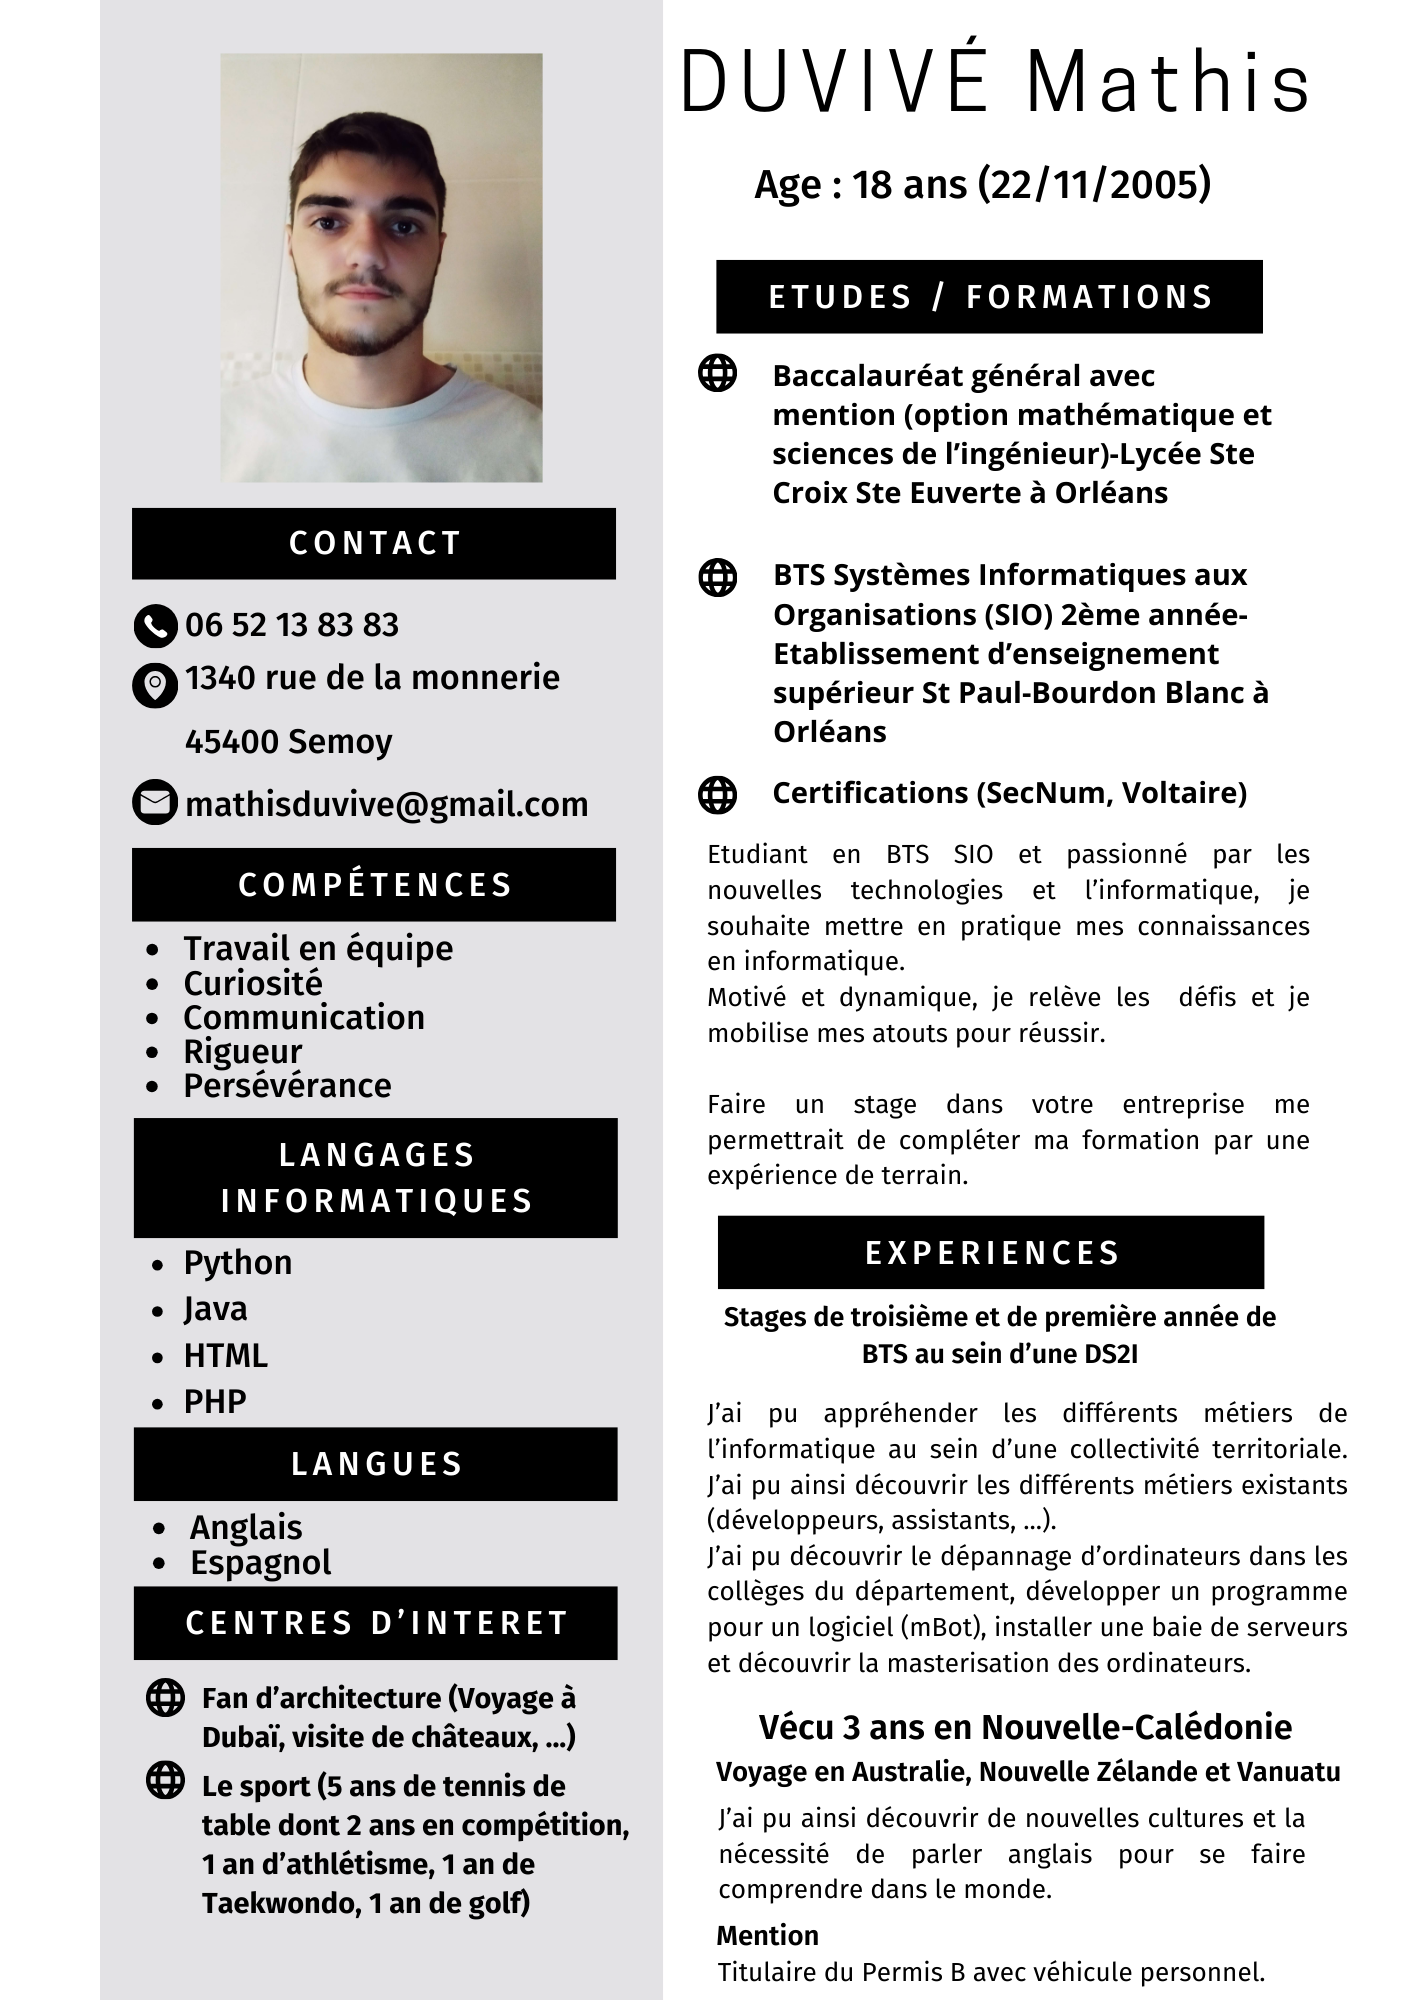 DUVIVÉ Mathis
Age : 18 ans (22/11/2005)
CONTACT
06 52 13 83 83
1340 rue de la monnerie
45400 Semoy
mathisduvive@gmail.com
COMPÉTENCES
• Travail en équipe
• Curiosité
• Communication
• Rigueur
• Persévérance
LANGAGES
INFORMATIQUES
• Python
• Java
• HTML
• PHP
LANGUES
• Anglais
• Espagnol
CENTRES D’INTERET
Fan d’architecture (Voyage à
Dubaï, visite de châteaux, ...)
Le sport (5 ans de tennis de
table dont 2 ans en compétition,
1 an d’athlétisme, 1 an de
Taekwondo, 1 an de golf)
ETUDES / FORMATIONS
Baccalauréat général avec
mention (option mathématique et
sciences de l’ingénieur)-Lycée Ste
Croix Ste Euverte à Orléans
BTS Systèmes Informatiques aux
Organisations (SIO) 2ème année-
Etablissement d’enseignement
supérieur St Paul-Bourdon Blanc à
Orléans
Certifications (SecNum, Voltaire)
Etudiant en BTS SIO et passionné par les
nouvelles technologies et l’informatique, je
souhaite mettre en pratique mes connaissances
en informatique.
Motivé et dynamique, je relève les défis et je
mobilise mes atouts pour réussir.
Faire un stage dans votre entreprise me
permettrait de compléter ma formation par une
expérience de terrain.
EXPERIENCES
Stages de troisième et de première année de
BTS au sein d’une DS2I
J’ai pu appréhender les différents métiers de
l’informatique au sein d’une collectivité territoriale.
J’ai pu ainsi découvrir les différents métiers existants
(développeurs, assistants, ...).
J’ai pu découvrir le dépannage d’ordinateurs dans les
collèges du département, développer un programme
pour un logiciel (mBot), installer une baie de serveurs
et découvrir la masterisation des ordinateurs.
Vécu 3 ans en Nouvelle-Calédonie
Voyage en Australie, Nouvelle Zélande et Vanuatu
J’ai pu ainsi découvrir de nouvelles cultures et la
nécessité de parler anglais pour se faire
comprendre dans le monde.
Mention
Titulaire du Permis B avec véhicule personnel.